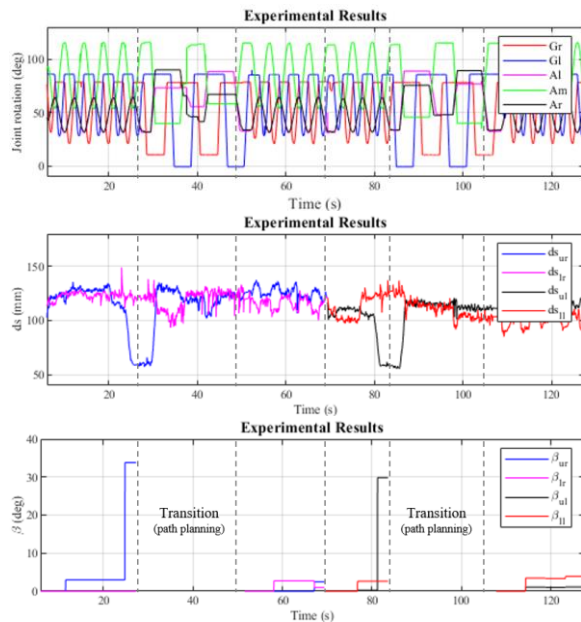 Experimental Results
Joint rotation (deg)
100
50
0
Gr
Gl
Al
Am
Ar
20
40
60
80
100
120
Time (s)
Experimental Results
ds (mm)
150
100
50
ds_ur
ds_lr
ds_ul
ds_ll
20
40
60
80
100
120
Time (s)
Experimental Results
β (deg)
40
30
20
10
0
Transition
(path planning)
Transition
(path planning)
β_ur
β_lr
β_ul
β_ll
20
40
60
80
100
120
Time (s)